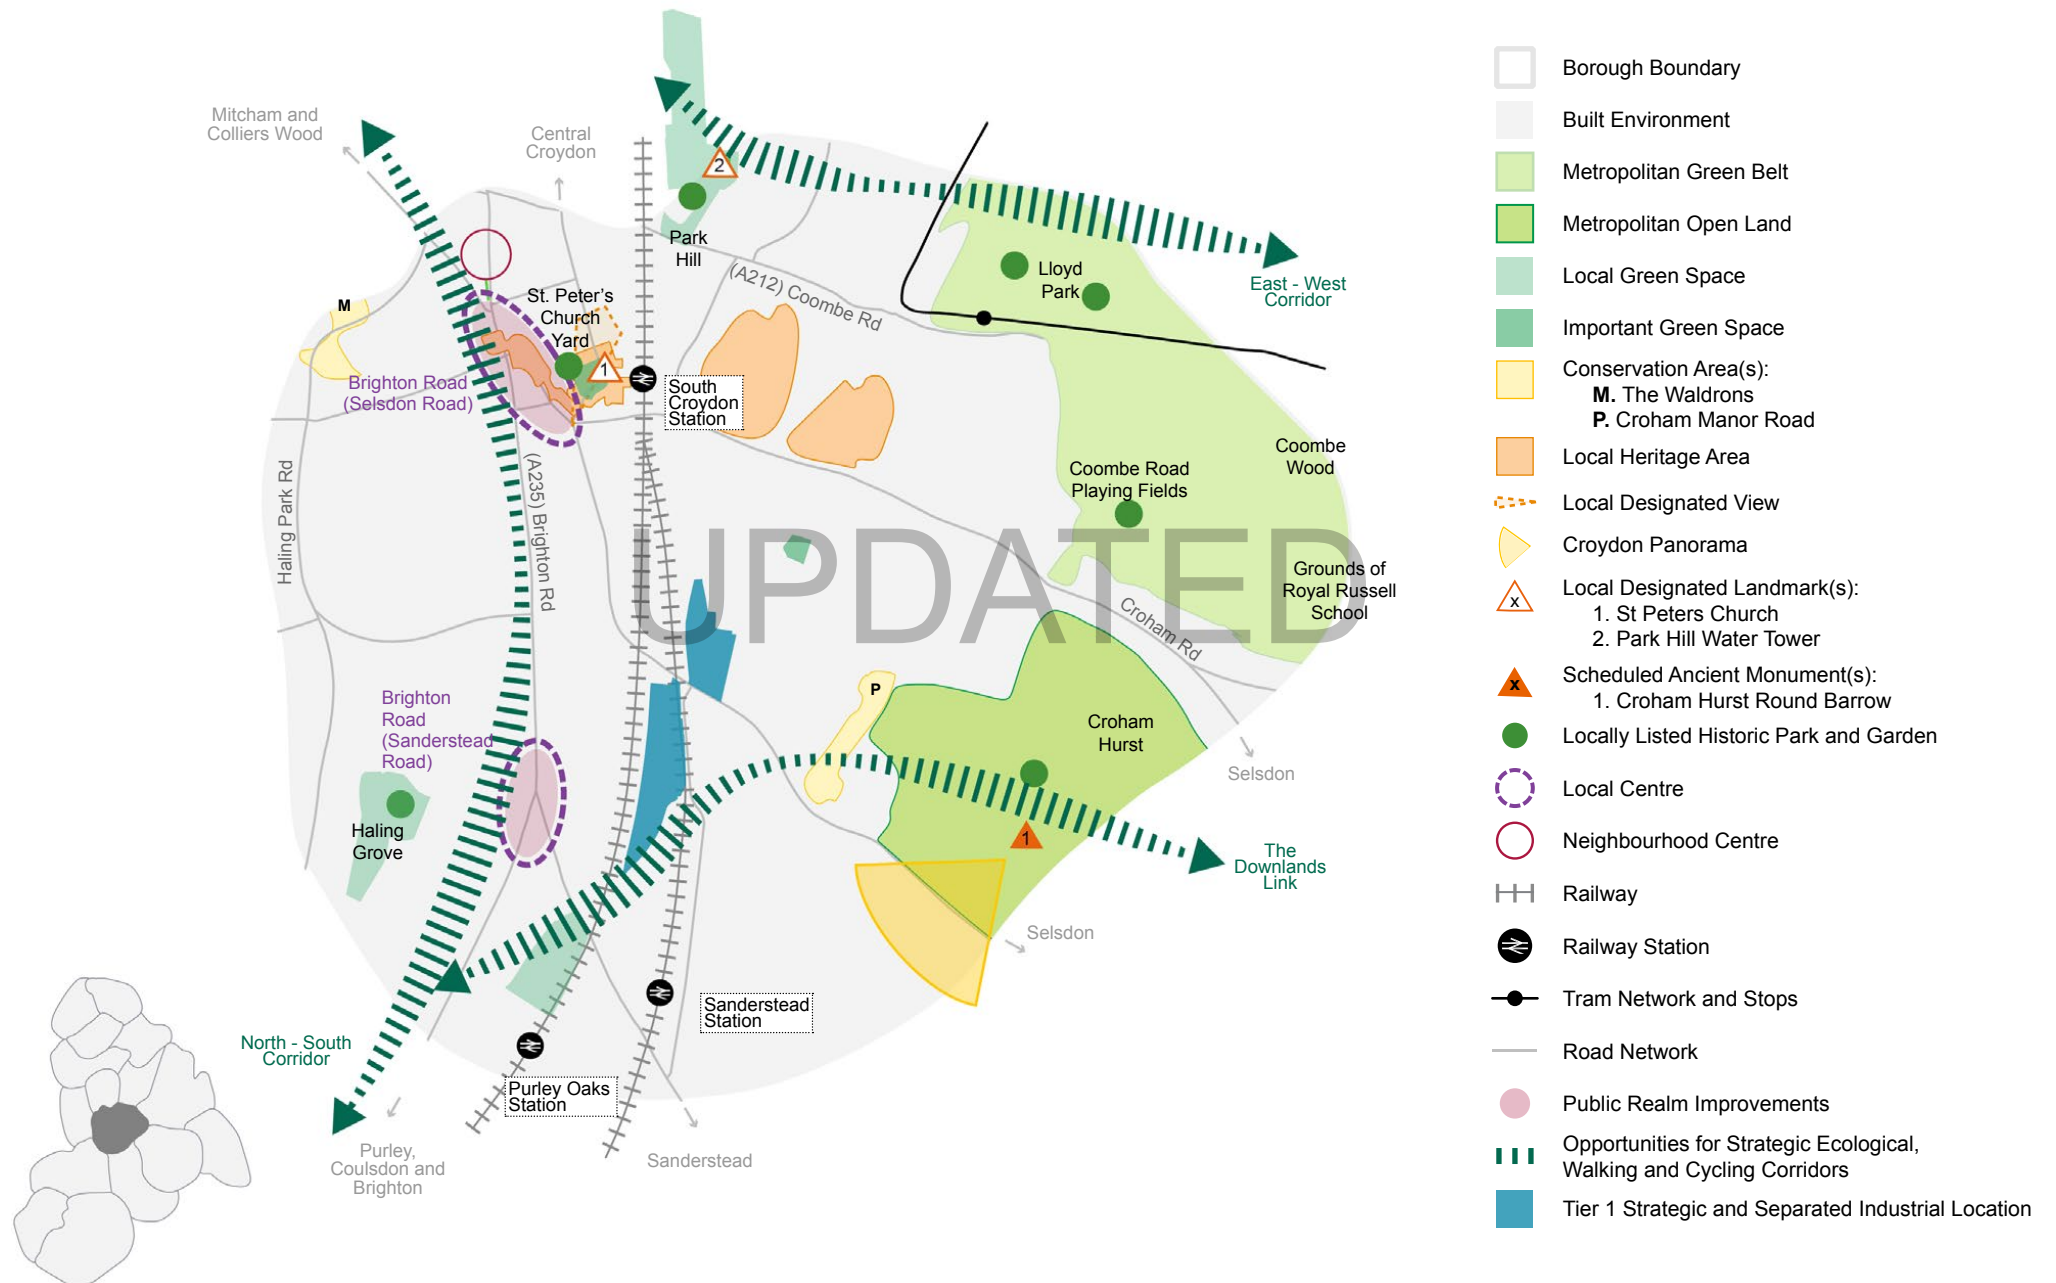 Mitcham and
Colliers Wood
Central
Croydon
2
Park
Hill
(A212) Coombe Rd
Lloyd
Park
East - West
Corridor
M
St. Peter's
Church
Yard
1
Brighton Road
(Selsdon Road)
South
Croydon
Station
Haling Park Rd
(A235) Brighton Rd
Coombe Road
Playing Fields
Coombe
Wood
Grounds of
Royal Russell
School
UPDATED
Croham Rd
P
Croham
Hurst
Selsdon
Brighton
Road
(Sanderstead
Road)
Haling
Grove
1
The
Downlands
Link
Selsdon
Sanderstead
Station
North - South
Corridor
Purley Oaks
Station
Purley,
Coulsdon and
Brighton
Sanderstead
Borough Boundary
Built Environment
Metropolitan Green Belt
Metropolitan Open Land
Local Green Space
Important Green Space
Conservation Area(s):
M. The Waldrons
P. Croham Manor Road
Local Heritage Area
Local Designated View
Croydon Panorama
x
Local Designated Landmark(s):
1. St Peters Church
2. Park Hill Water Tower
x
Scheduled Ancient Monument(s):
1. Croham Hurst Round Barrow
Locally Listed Historic Park and Garden
Local Centre
Neighbourhood Centre
Railway
Railway Station
Tram Network and Stops
Road Network
Public Realm Improvements
Opportunities for Strategic Ecological,
Walking and Cycling Corridors
Tier 1 Strategic and Separated Industrial Location